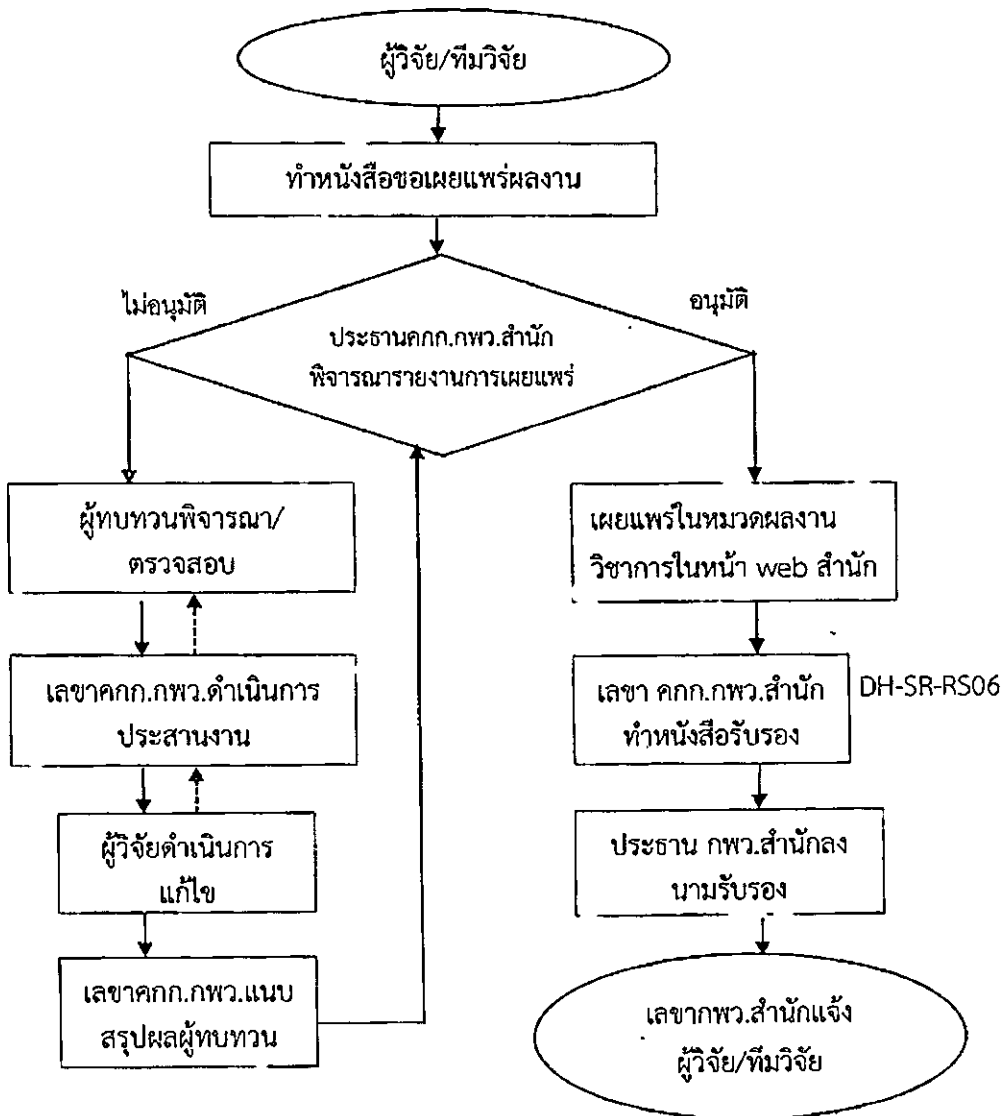 ผู้วิจัย/ทีมวิจัย
ทำหนังสือขอเผยแพร่ผลงาน
ไม่อนุมัติ
อนุมัติ
ประธานคกก.กพว.สำนัก
พิจารณารายงานการเผยแพร่
ผู้ทบทวนพิจารณา/
ตรวจสอบ
เลขาคกก.กพว.ดำเนินการ
ประสานงาน
ผู้วิจัยดำเนินการ
แก้ไข
เลขาคกก.กพว.แนบ
สรุปผลผู้ทบทวน
เผยแพร่ในหมวดผลงาน
วิชาการในหน้า web สำนัก
เลขา คกก.กพว.สำนัก
ทำหนังสือรับรอง
DH-SR-RS06
ประธาน กพว.สำนักลง
นามรับรอง
เลขากพว.สำนักแจ้ง
ผู้วิจัย/ทีมวิจัย